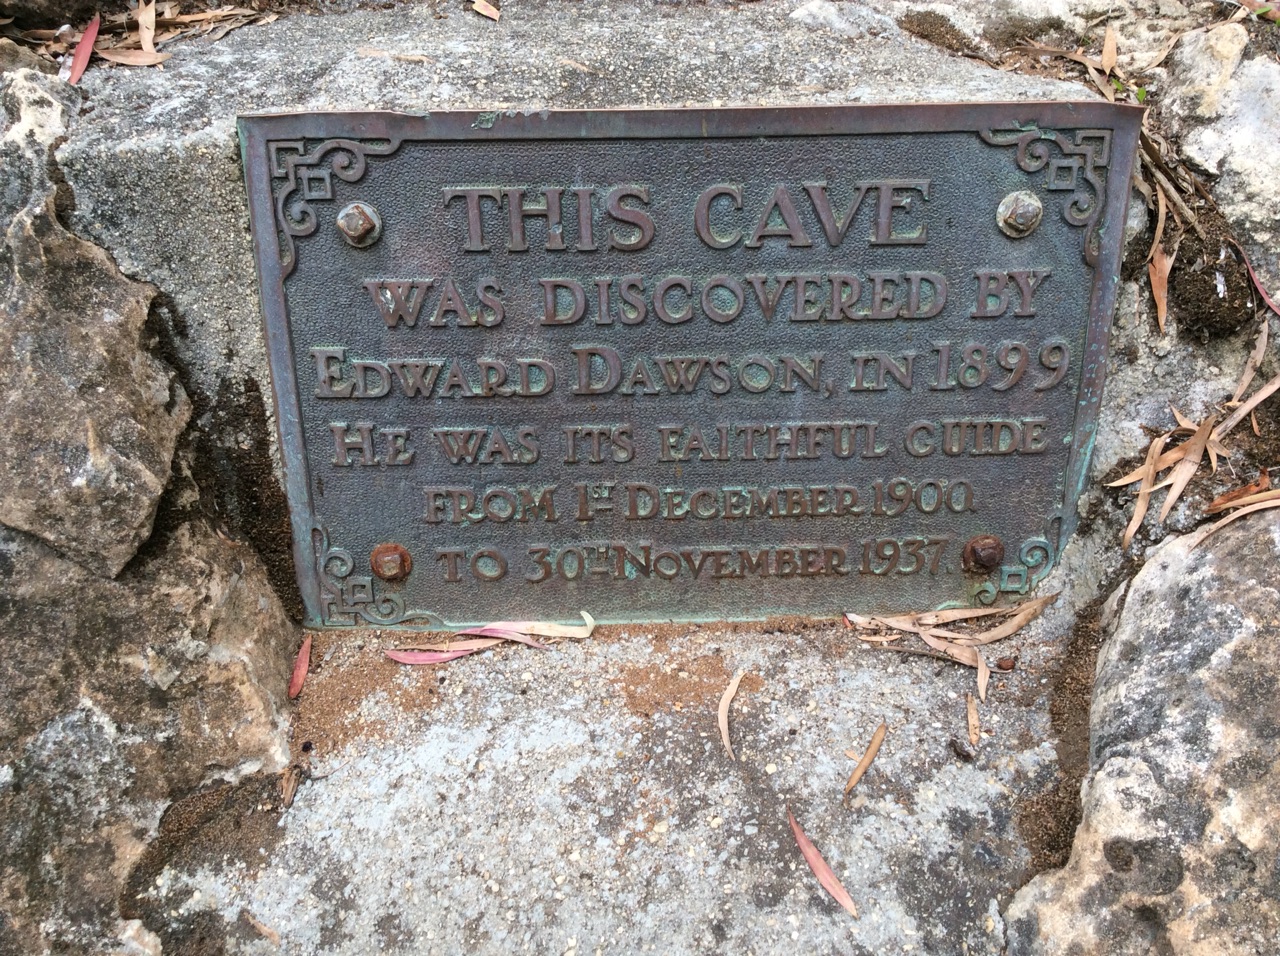 THIS CAVE
WAS DISCOVERED BY
EDWARD DAWSON, IN 1899
HE WAS ITS FAITHFUL GUIDE
FROM 1ST DECEMBER 1900
TO 30TH NOVEMBER 1937